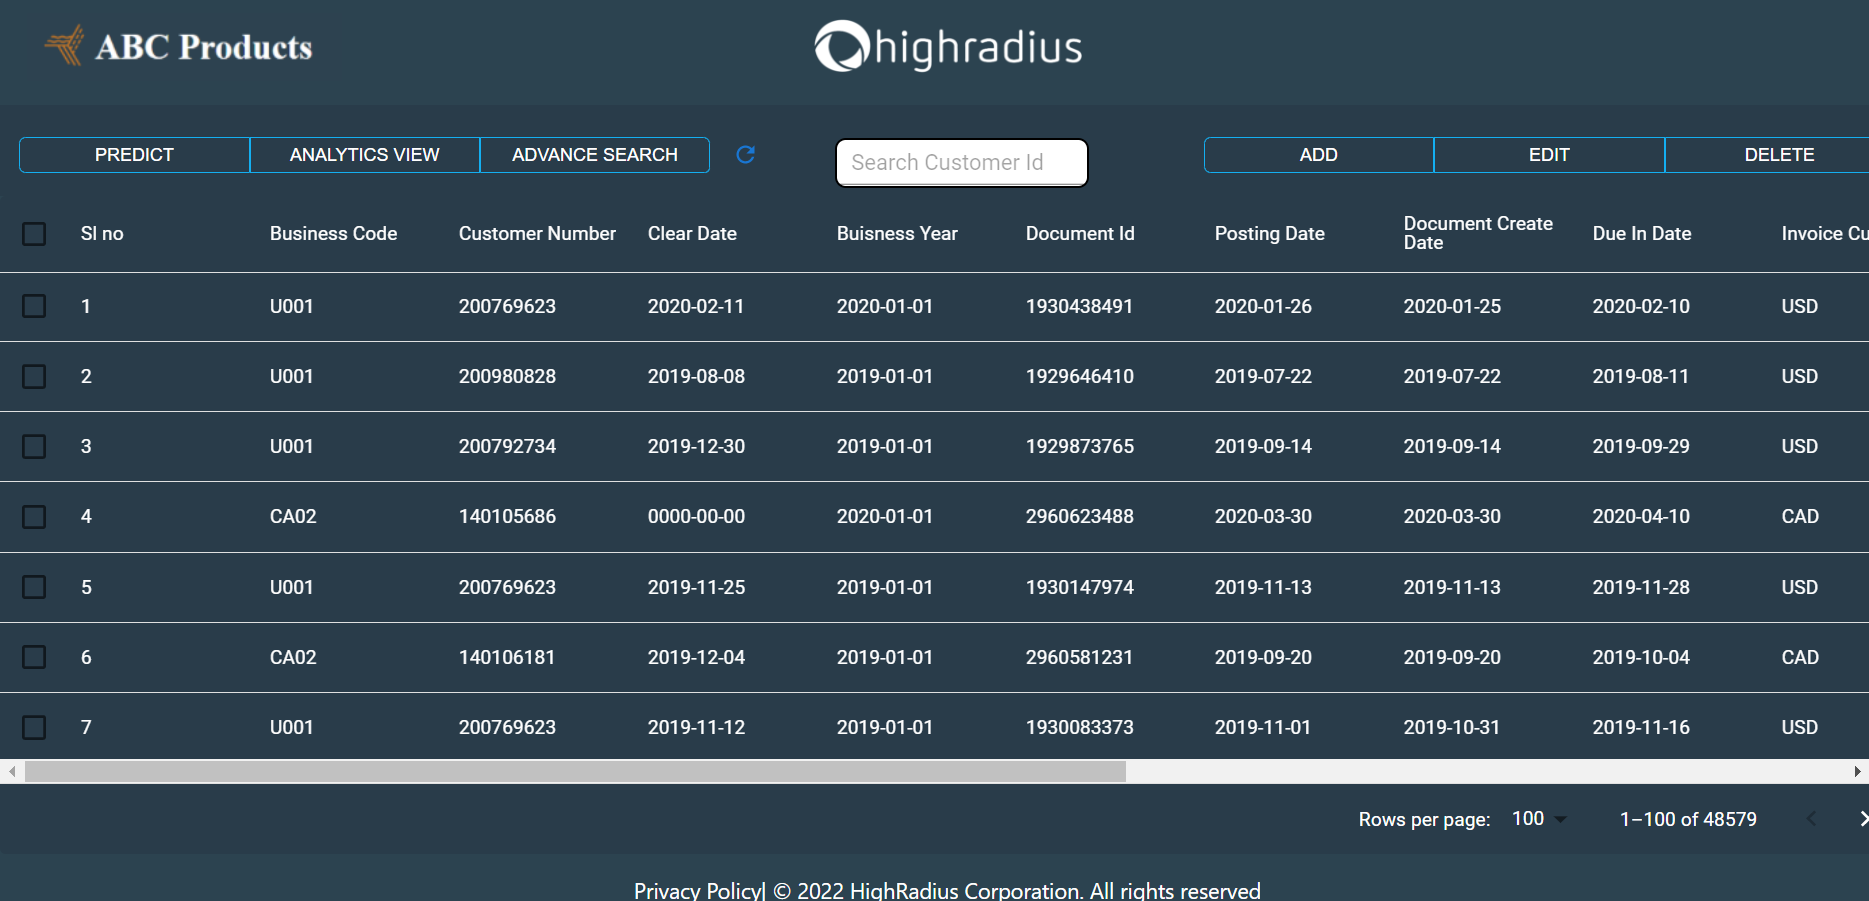 ABC Products
highradius
PREDICT ANALYTICS VIEW ADVANCE SEARCH Search Customer Id ADD EDIT DELETE
Sl no Business Code Customer Number Clear Date Buisness Year Document Id Posting Date Document Create Date Due In Date Invoice Cu
1 U001 200769623 2020-02-11 2020-01-01 1930438491 2020-01-26 2020-01-25 2020-02-10 USD
2 U001 200980828 2019-08-08 2019-01-01 1929646410 2019-07-22 2019-07-22 2019-08-11 USD
3 U001 200792734 2019-12-30 2019-01-01 1929873765 2019-09-14 2019-09-14 2019-09-29 USD
4 CA02 140105686 0000-00-00 2020-01-01 2960623488 2020-03-30 2020-03-30 2020-04-10 CAD
5 U001 200769623 2019-11-25 2019-01-01 1930147974 2019-11-13 2019-11-13 2019-11-28 USD
6 CA02 140106181 2019-12-04 2019-01-01 2960581231 2019-09-20 2019-09-20 2019-10-04 CAD
7 U001 200769623 2019-11-12 2019-01-01 1930083373 2019-11-01 2019-10-31 2019-11-16 USD
Rows per page: 100 1–100 of 48579
Privacy Policy| © 2022 HighRadius Corporation. All rights reserved